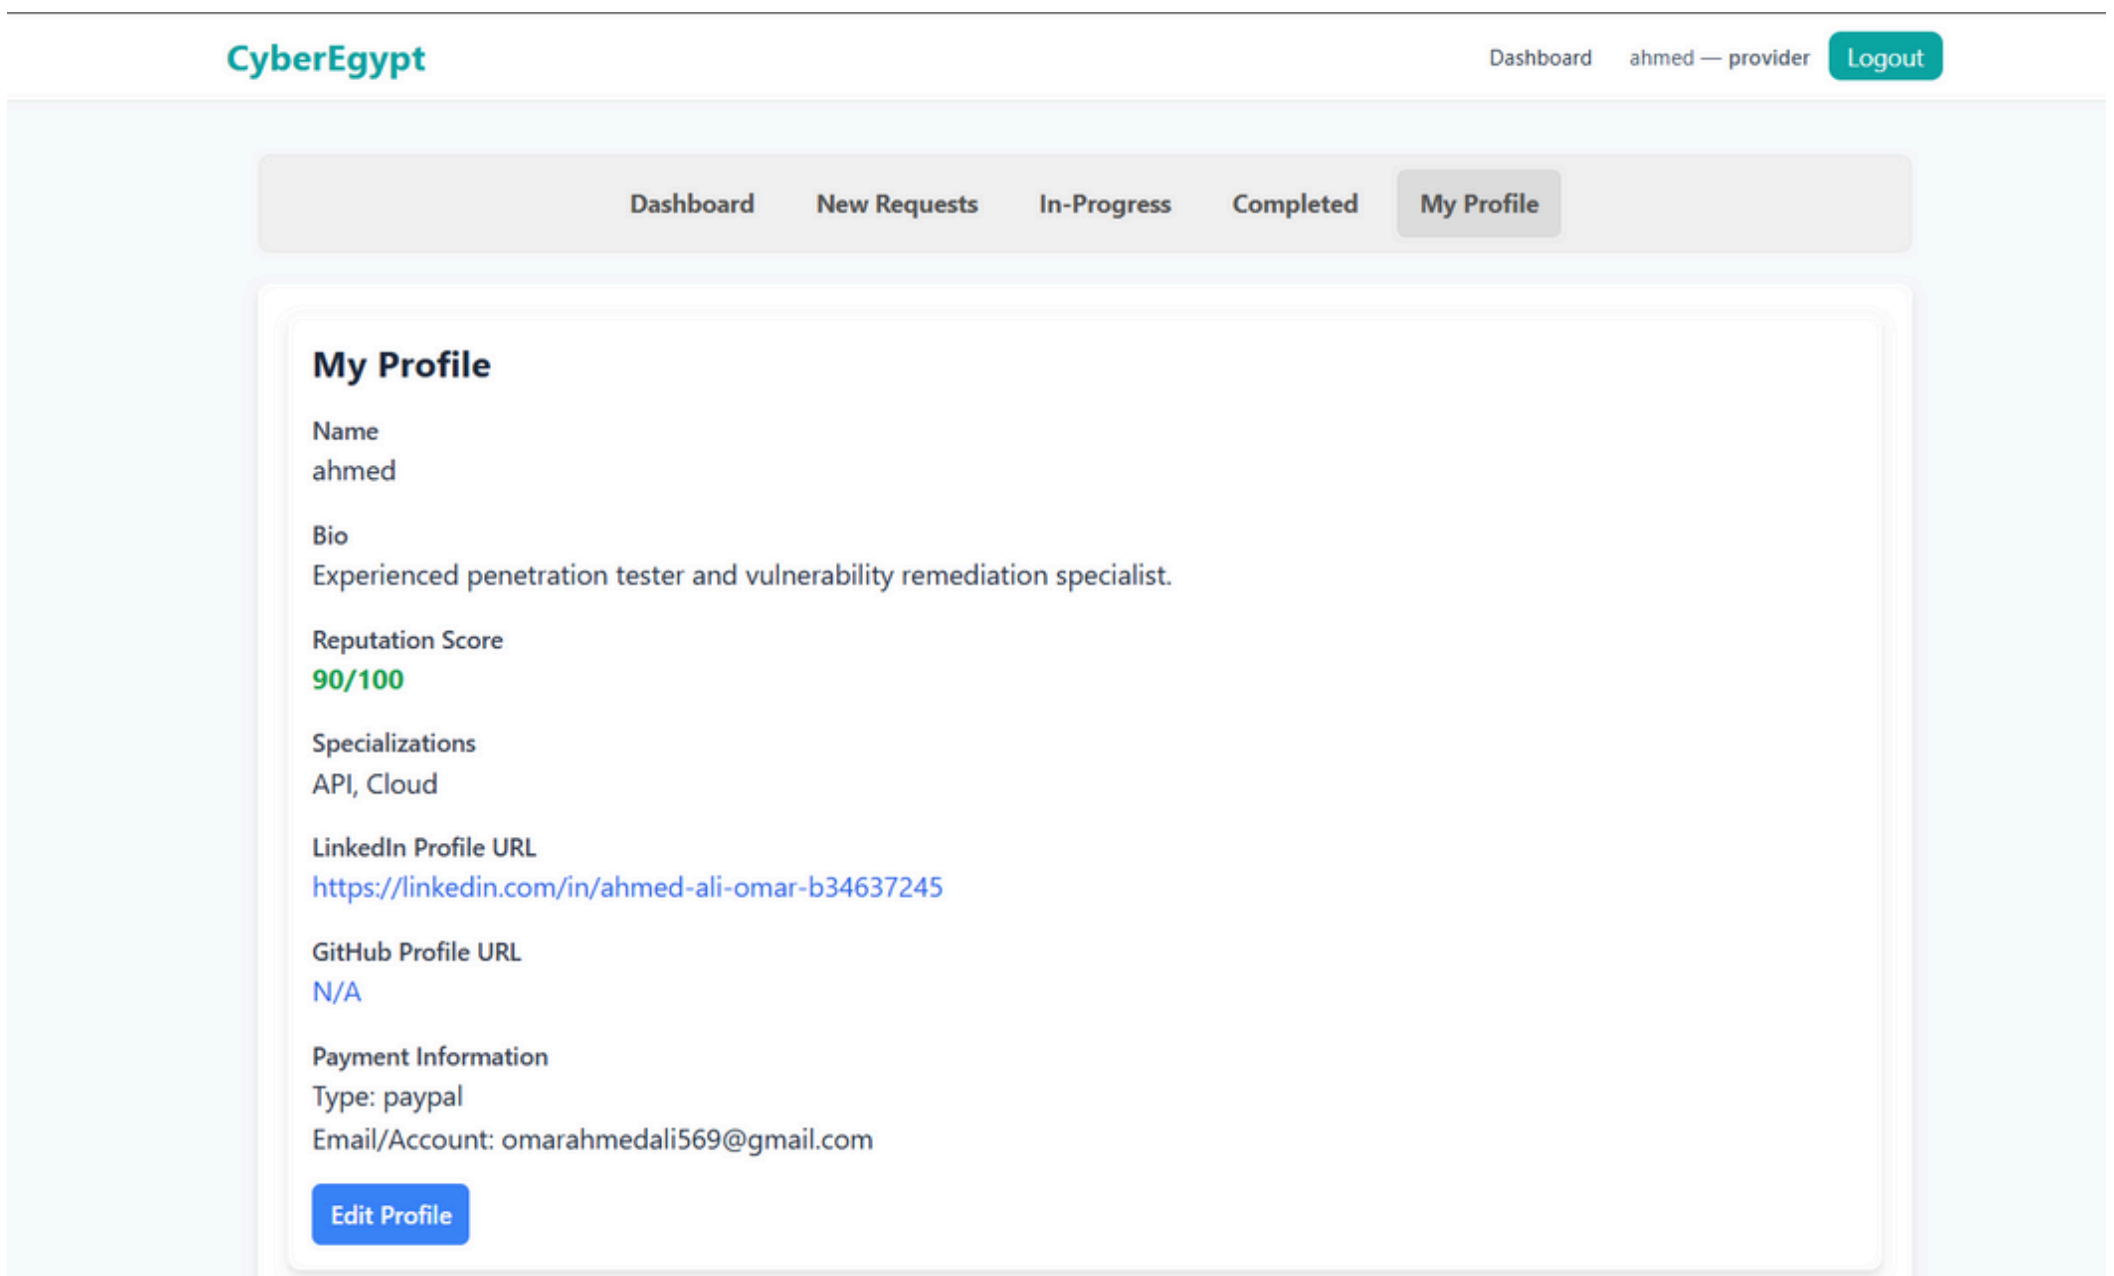 CyberEgypt
Dashboard ahmed — provider Logout
Dashboard New Requests In-Progress Completed My Profile
My Profile
Name
ahmed
Bio
Experienced penetration tester and vulnerability remediation specialist.
Reputation Score
90/100
Specializations
API, Cloud
LinkedIn Profile URL
https://linkedin.com/in/ahmed-ali-omar-b34637245
GitHub Profile URL
N/A
Payment Information
Type: paypal
Email/Account: omarahmedali569@gmail.com
Edit Profile